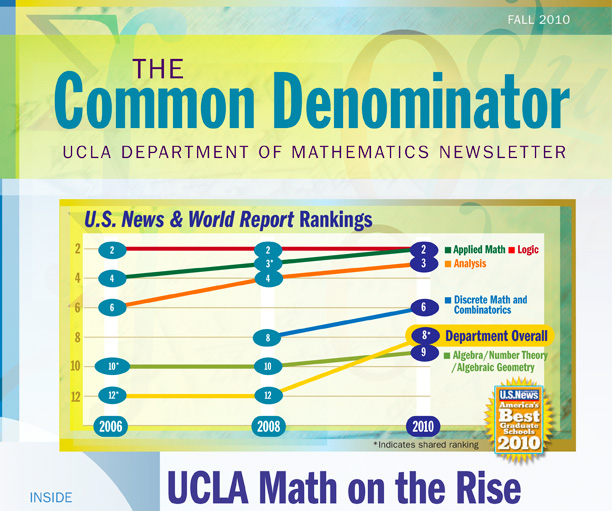 FALL 2010
THE
Common Denominator
UCLA DEPARTMENT OF MATHEMATICS NEWSLETTER
U.S. News & World Report Rankings
2
4
6
8
10
12
2
4
6
10*
12*
2
3*
4
8
10
12
2
3
6
8*
9
Applied Math Logic
Analysis
Discrete Math and
Combinatorics
Department Overall
Algebra/Number Theory
/Algebraic Geometry
2006
2008
2010
*Indicates shared ranking
U.S.News
America's
Best
Graduate
Schools
2010
INSIDE
UCLA Math on the Rise